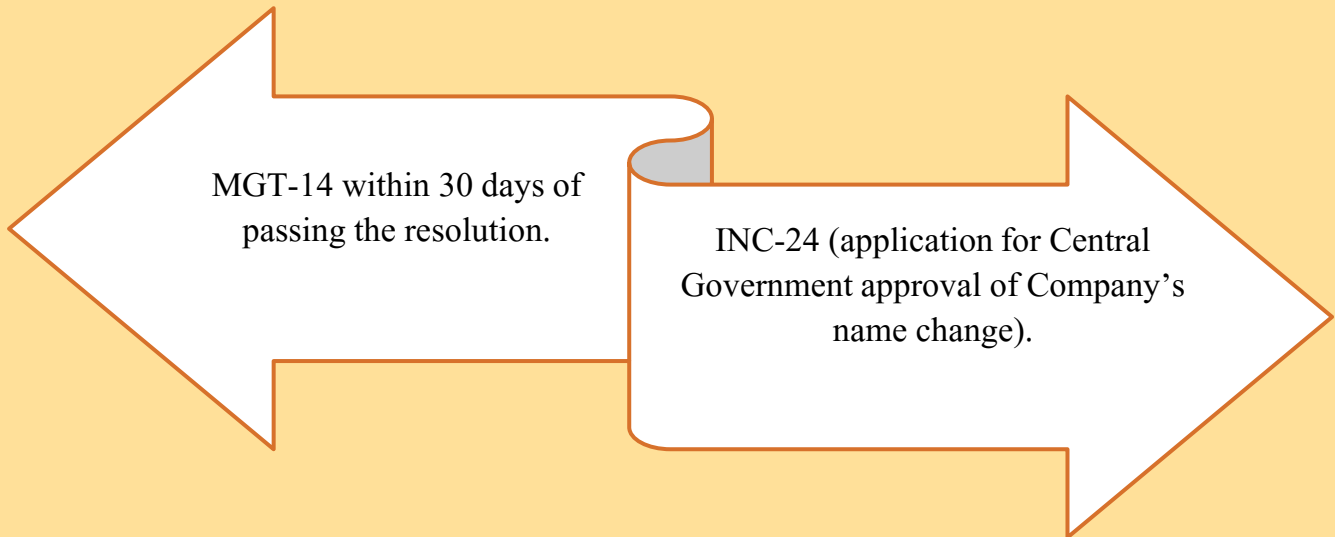 MGT-14 within 30 days of
passing the resolution.
INC-24 (application for Central
Government approval of Company’s
name change).